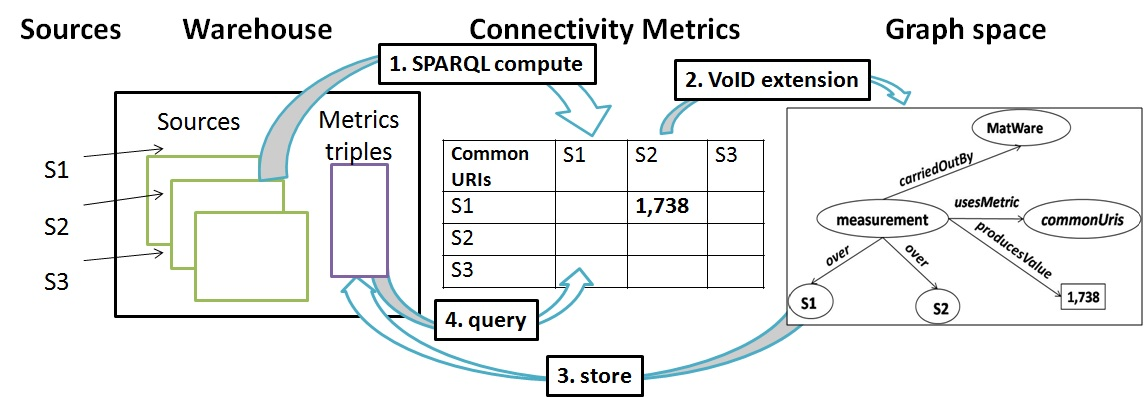 Sources
Warehouse
Connectivity Metrics
Graph space
1. SPARQL compute
2. VoID extension
Sources
Metrics
triples
S1
S2
S3
Common
URIs
S1
S2
S3
S1
1,738
S2
S3
MatWare
carriedOutBy
measurement
usesMetric
commonUris
producesValue
over
over
S1
S2
1,738
4. query
3. store